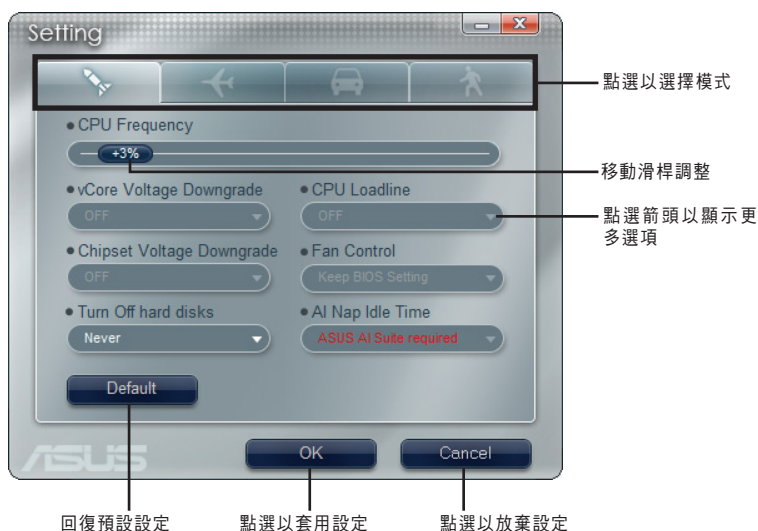 Setting
點選以選擇模式
CPU Frequency
+3%
移動滑桿調整
vCore Voltage Downgrade
CPU Loadline
OFF
OFF
點選箭頭以顯示更
多選項
Chipset Voltage Downgrade
Fan Control
OFF
Keep BIOS Setting
Turn Off hard disks
AI Nap Idle Time
Never
ASUS AI Suite required
Default
ASUS
OK
Cancel
回復預設設定
點選以套用設定
點選以放棄設定